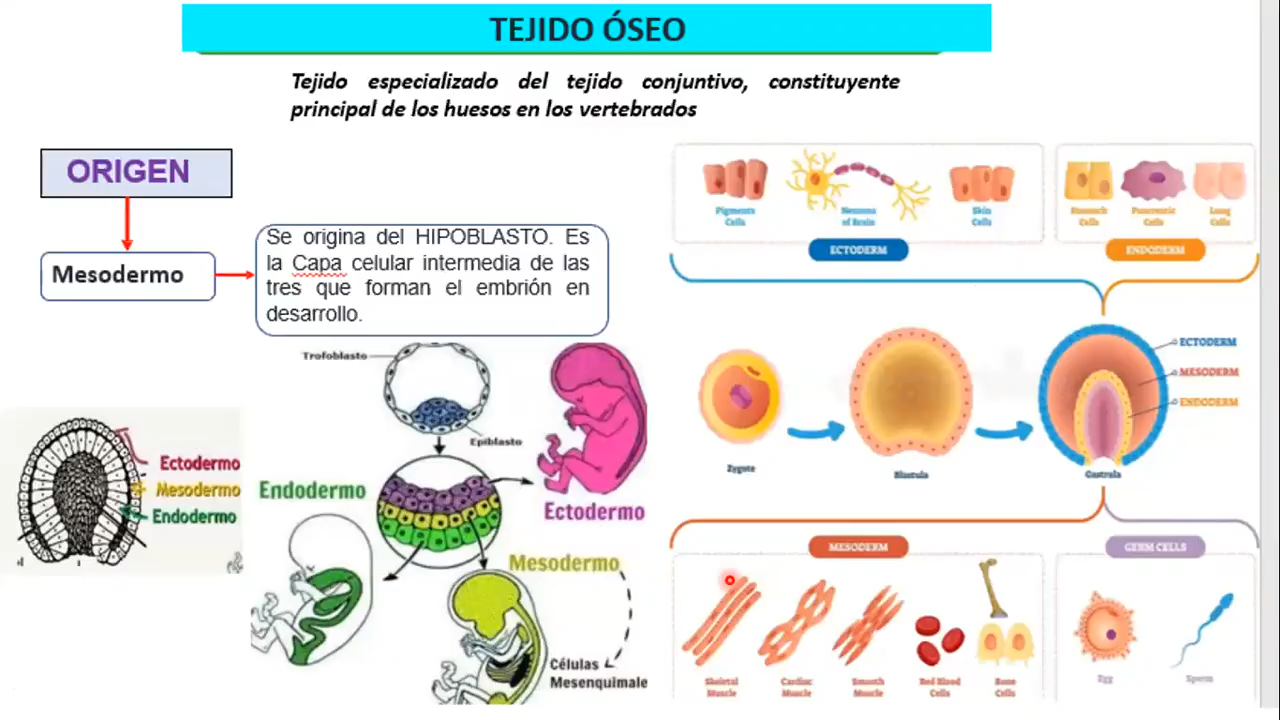 TEJIDO ÓSEO
Tejido especializado del tejido conjuntivo, constituyente
principal de los huesos en los vertebrados
ORIGEN
Mesodermo
Se origina del HIPOBLASTO. Es
la Capa celular intermedia de las
tres que forman el embrión en
desarrollo.
Trofoblasto
Epiblasto
Endodermo
Ectodermo
Mesodermo
Células
Mesenquimale
Ectodermo
Mesodermo
Endodermo
Pigments
Cells
Neurons
of Brain
Skin
Cells
ECTODERM
Stomach
Cells
Pancreatic
Cells
Lung
Cells
ENDODERM
ECTODERM
MESODERM
ENDODERM
Zygote
Blastula
Gastrula
MESODERM
GERM CELLS
Skeletal
Muscle
Cardiac
Muscle
Smooth
Muscle
Red Blood
Cells
Bone
Cells
Egg
Sperm